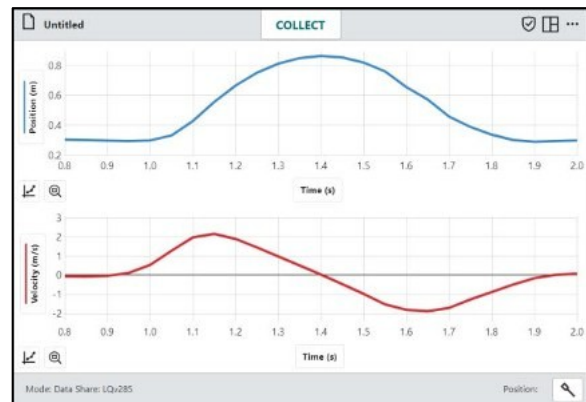 Untitled
COLLECT
Position (m)
0.8
0.6
0.4
0.2
0.8 0.9 1.0 1.1 1.2 1.3 1.4 1.5 1.6 1.7 1.8 1.9 2.0
Time (s)
Velocity (m/s)
3
2
1
0
-1
-2
0.8 0.9 1.0 1.1 1.2 1.3 1.4 1.5 1.6 1.7 1.8 1.9 2.0
Time (s)
Mode: Data Share: LQv285 Position: